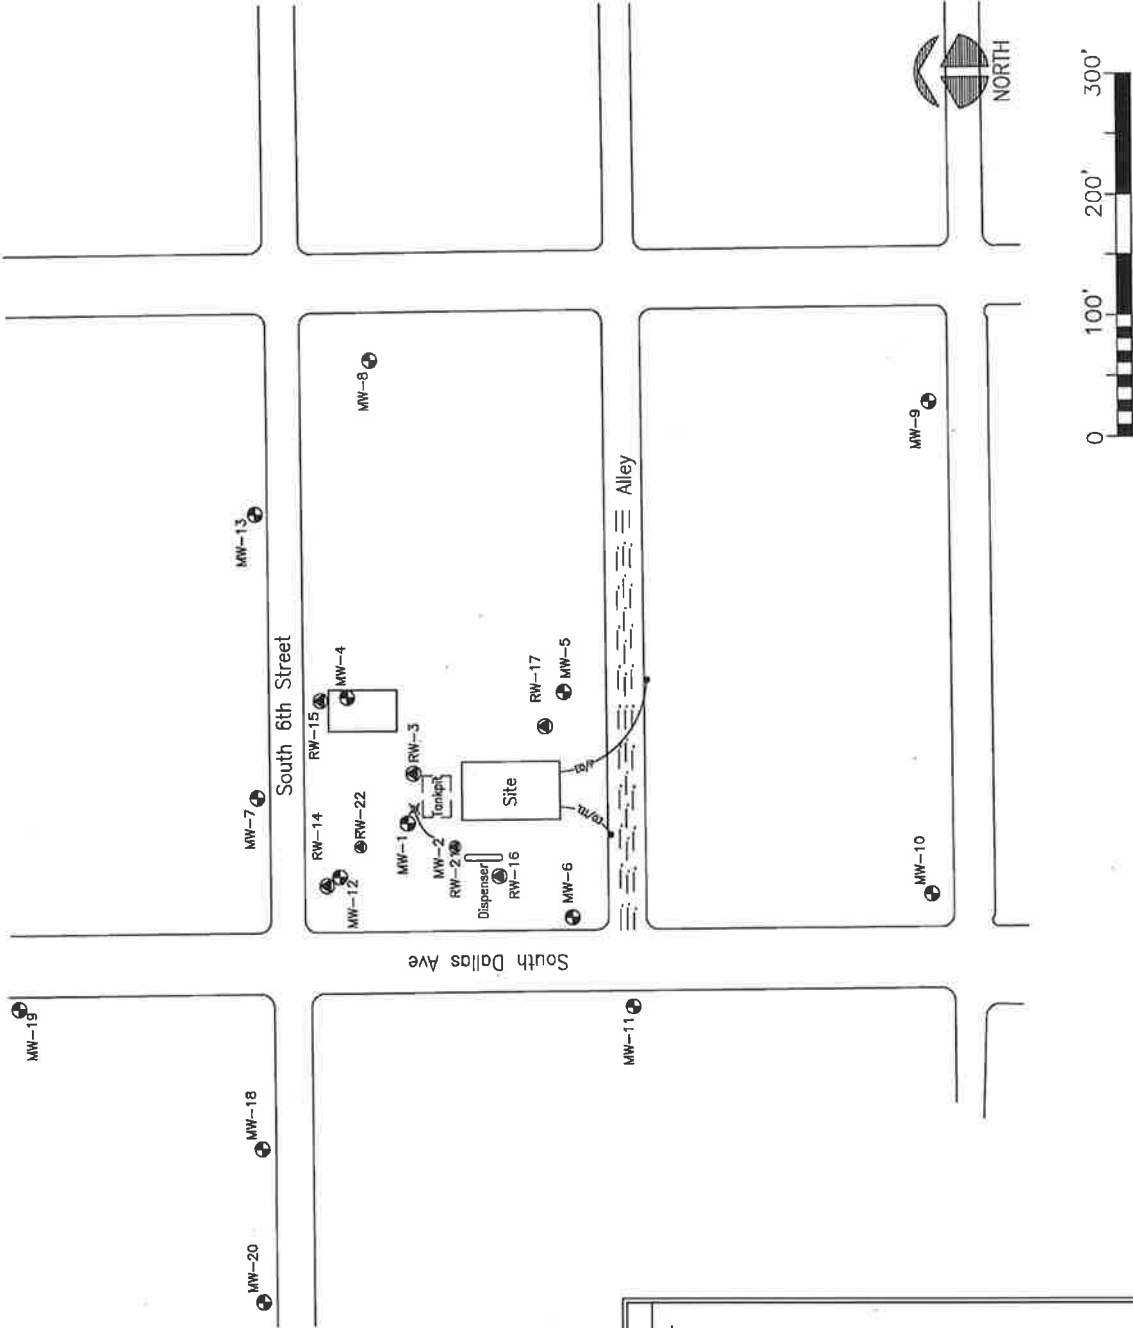 NORTH
0 100' 200' 300'
MW-8
MW-9
MW-13
South 6th Street
Alley
MW-4
RW-15
RW-17
MW-5
MW-7
RW-3
Tankpit
Site
RW-14
RW-22
MW-1
MW-2
RW-21
Dispenser
RW-16
MW-12
MW-6
MW-10
South Dallas Ave
MW-19
MW-11
MW-18
MW-20